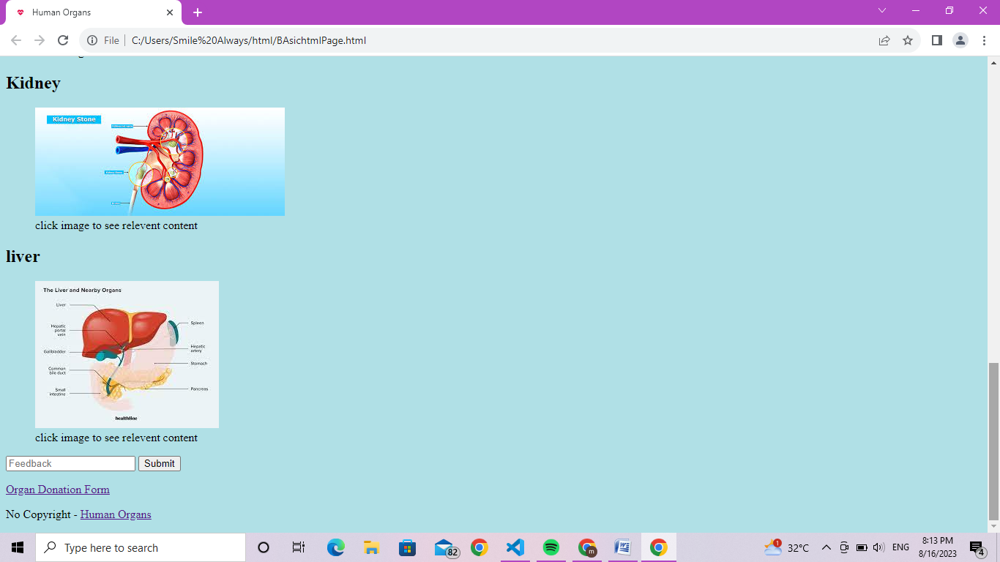 Human Organs
File
C:/Users/Smile%20Always/html/BAsichtmlPage.html
Kidney
Kidney Stone
click image to see relevent content
liver
The Liver and Nearby Organs
Liver
Hepatic
portal
vein
Gallbladder
Common
bile duct
Small
intestine
Spleen
Hepatic
artery
Stomach
Pancreas
healthline
click image to see relevent content
Feedback Submit
Organ Donation Form
No Copyright - Human Organs
Type here to search
82
m
W
1
32°C
ENG
8:13 PM
8/16/2023
4